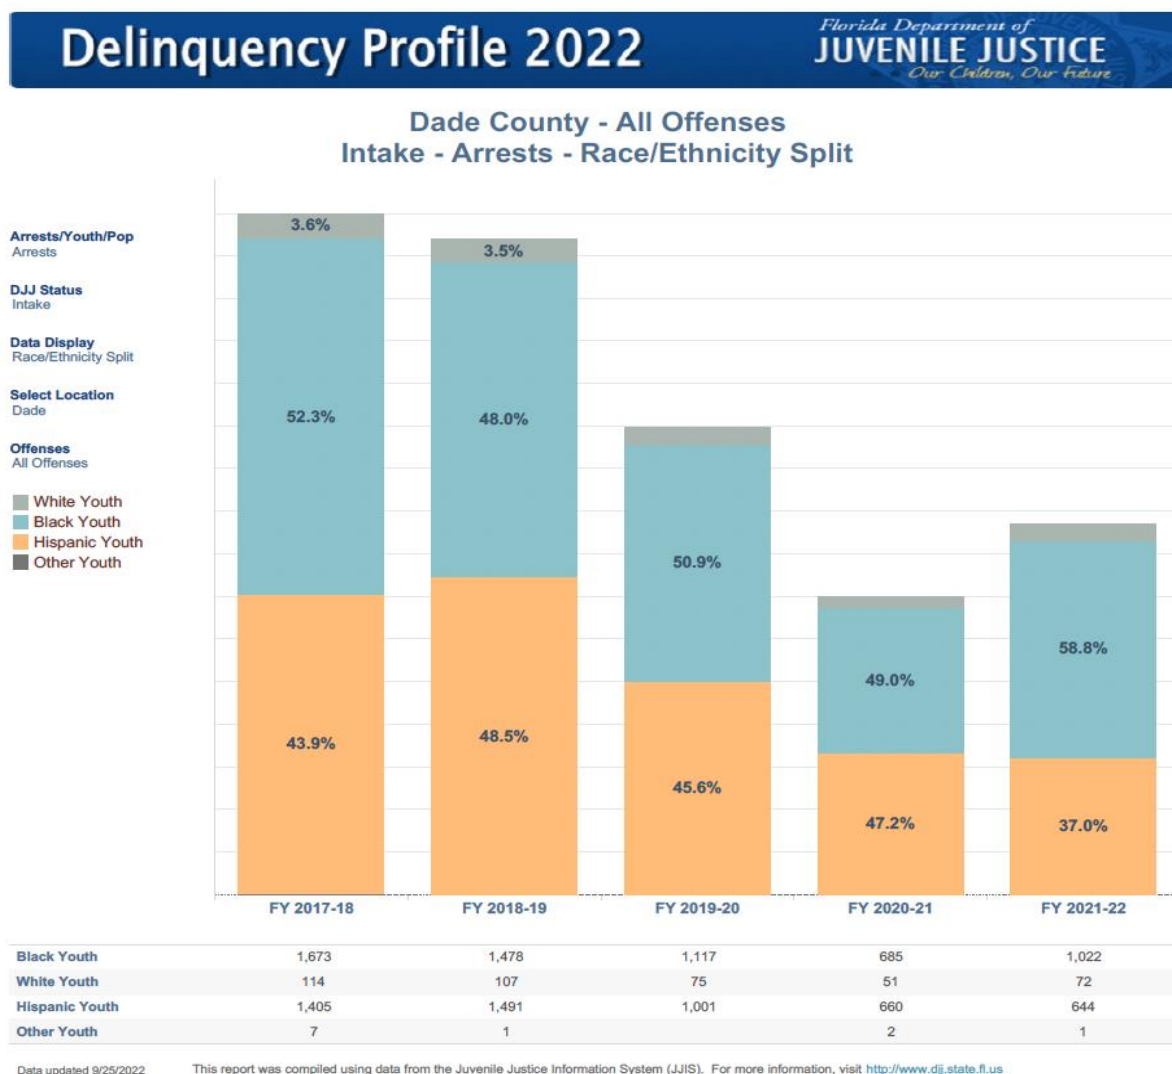 Delinquency Profile 2022
Florida Department of
JUVENILE JUSTICE
Our Children, Our Future
Dade County - All Offenses
Intake - Arrests - Race/Ethnicity Split
Arrests/Youth/Pop
Arrests
DJJ Status
Intake
Data Display
Race/Ethnicity Split
Select Location
Dade
Offenses
All Offenses
White Youth
Black Youth
Hispanic Youth
Other Youth
3.6%
3.5%
52.3%
48.0%
50.9%
49.0%
58.8%
43.9%
48.5%
45.6%
47.2%
37.0%
FY 2017-18 FY 2018-19 FY 2019-20 FY 2020-21 FY 2021-22
Black Youth 1,673 1,478 1,117 685 1,022
White Youth 114 107 75 51 72
Hispanic Youth 1,405 1,491 1,001 660 644
Other Youth 7 1 2 1
Data updated 9/25/2022 This report was compiled using data from the Juvenile Justice Information System (JJIS). For more information, visit http://www.djj.state.fl.us